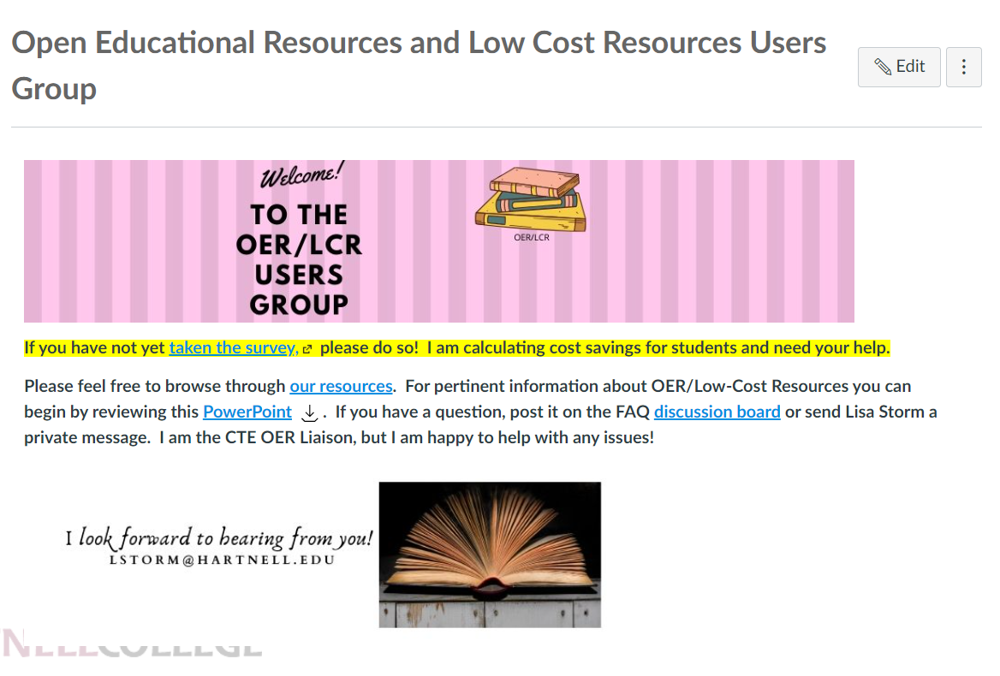 Open Educational Resources and Low Cost Resources Users
Group
Edit
Welcome!
TO THE
OER/LCR
USERS
GROUP
OER/LCR
If you have not yet taken the survey, please do so! I am calculating cost savings for students and need your help.
Please feel free to browse through our resources. For pertinent information about OER/Low-Cost Resources you can
begin by reviewing this PowerPoint . If you have a question, post it on the FAQ discussion board or send Lisa Storm a
private message. I am the CTE OER Liaison, but I am happy to help with any issues!
I look forward to hearing from you!
LSTORM@HARTNELL.EDU